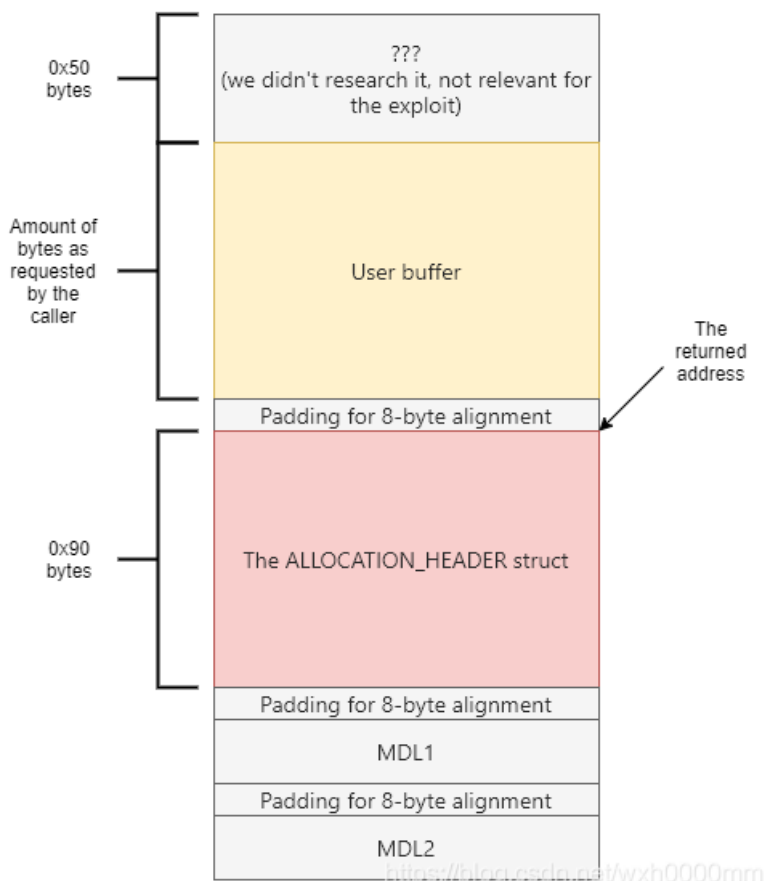 0x50
bytes
???
(we didn't research it, not relevant for
the exploit)
Amount of
bytes as
requested
by the
caller
User buffer
The
returned
address
Padding for 8-byte alignment
0x90
bytes
The ALLOCATION_HEADER struct
Padding for 8-byte alignment
MDL1
Padding for 8-byte alignment
MDL2
https://blog.csdn.net/wxh0000mm